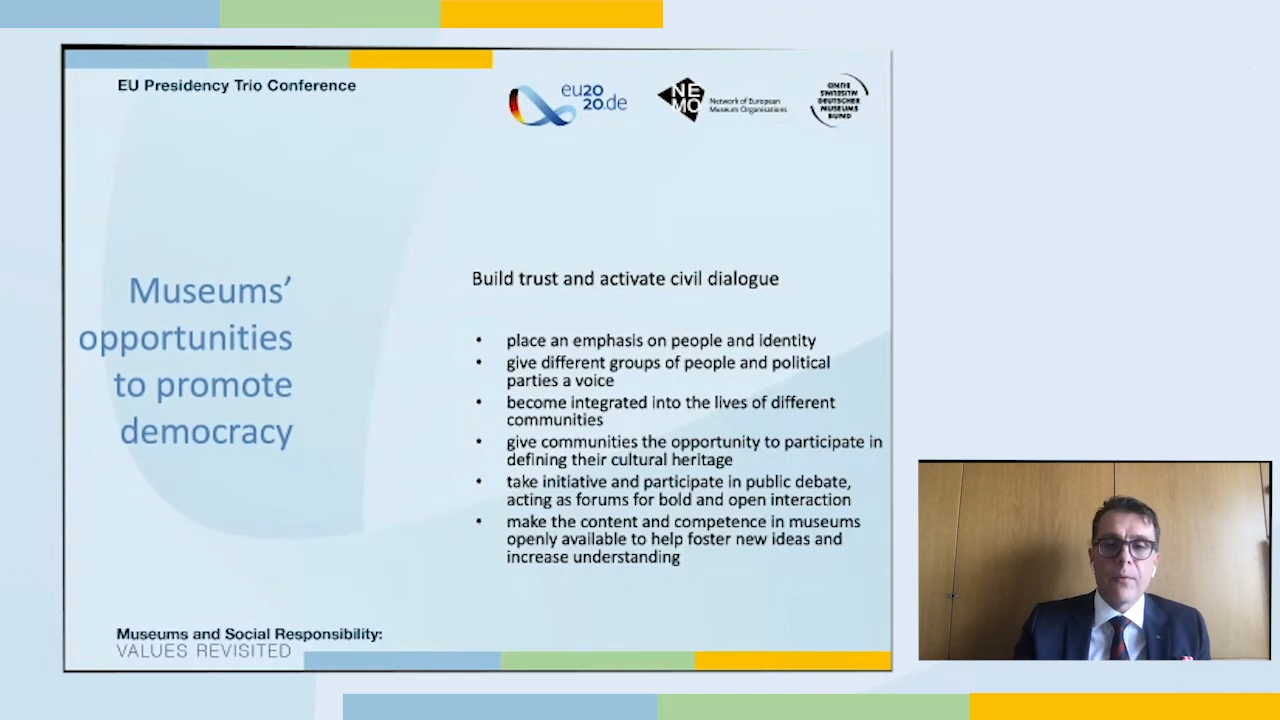 EU Presidency Trio Conference
eu20
20.de
NE
MO
Network of European
Museum Organisations
DEUTSCHER
MUSEUMS
BUND
Museums’
opportunities
to promote
democracy
Build trust and activate civil dialogue
• place an emphasis on people and identity
• give different groups of people and political
parties a voice
• become integrated into the lives of different
communities
• give communities the opportunity to participate in
defining their cultural heritage
• take initiative and participate in public debate,
acting as forums for bold and open interaction
• make the content and competence in museums
openly available to help foster new ideas and
increase understanding
Museums and Social Responsibility:
VALUES REVISITED